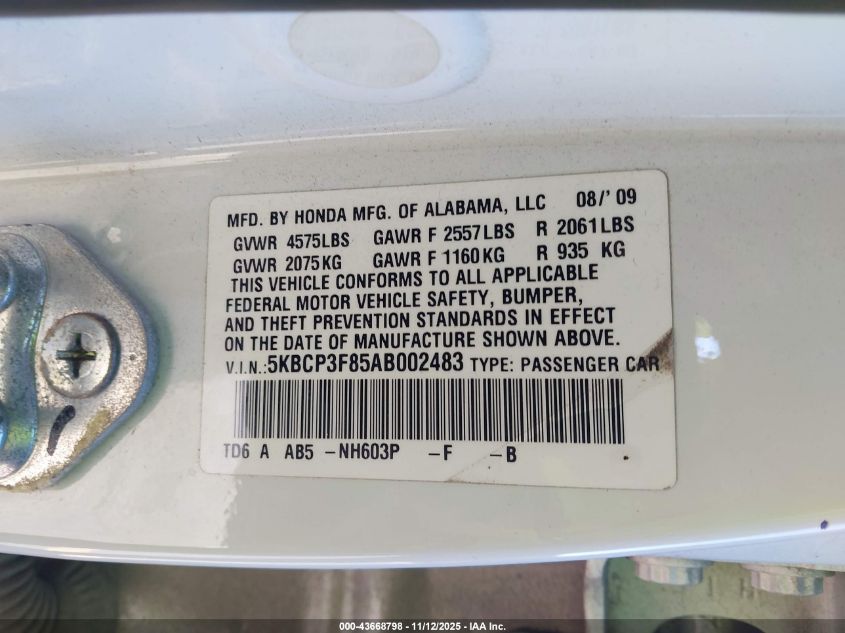 MFD. BY HONDA MFG. OF ALABAMA, LLC 08/' 09
GVWR 4575LBS GAWR F 2557LBS R 2061LBS
GVWR 2075KG GAWR F 1160KG R 935 KG
THIS VEHICLE CONFORMS TO ALL APPLICABLE
FEDERAL MOTOR VEHICLE SAFETY, BUMPER,
AND THEFT PREVENTION STANDARDS IN EFFECT
ON THE DATE OF MANUFACTURE SHOWN ABOVE.
V.I.N.:5KBCP3F85AB002483 TYPE: PASSENGER CAR
TD6 A AB5 -NH603P -F -B
000-43668798 - 11/12/2025 - IAA Inc.